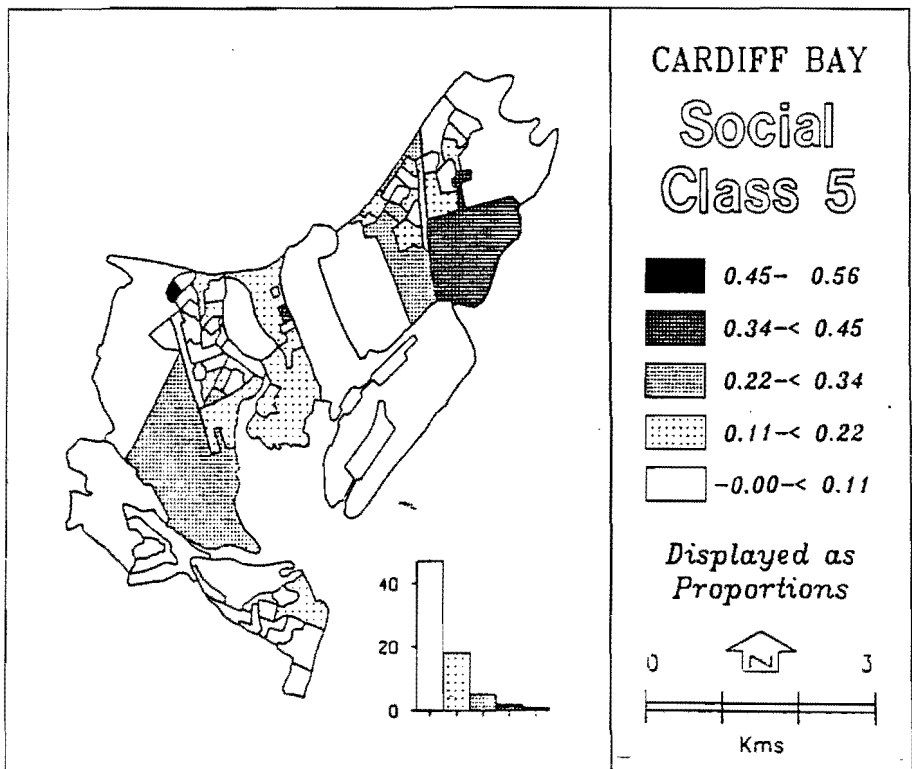 CARDIFF BAY
Social
Class 5
0.45- 0.56
0.34-< 0.45
0.22-< 0.34
0.11-< 0.22
-0.00-< 0.11
Displayed as
Proportions
N
0 3
Kms
40
20
0